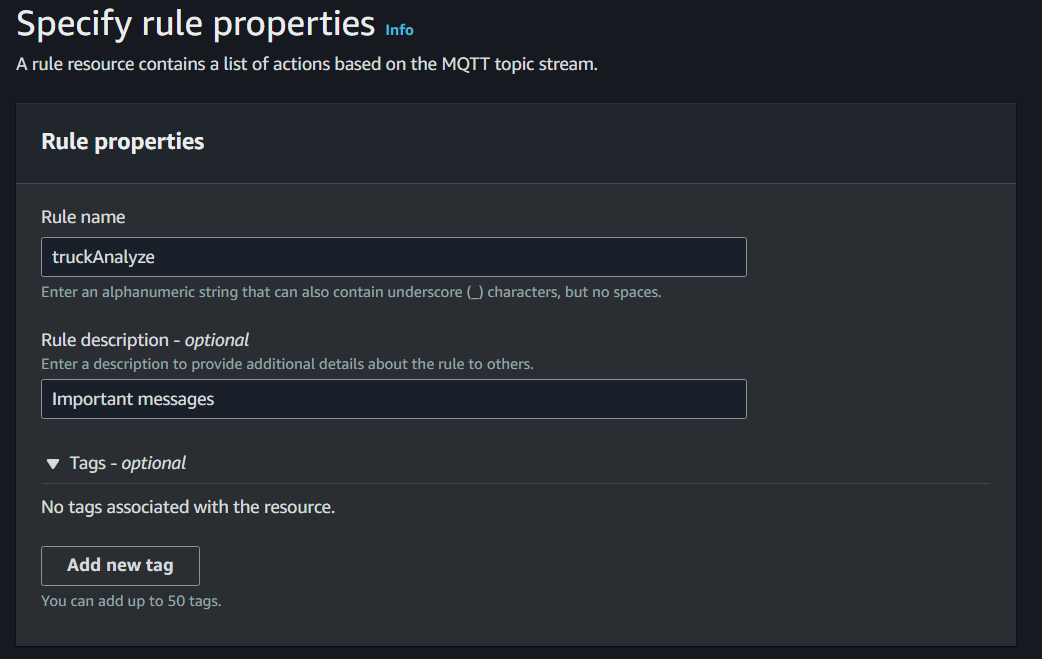 Specify rule properties Info
A rule resource contains a list of actions based on the MQTT topic stream.
Rule properties
Rule name
truckAnalyze
Enter an alphanumeric string that can also contain underscore (_) characters, but no spaces.
Rule description - optional
Enter a description to provide additional details about the rule to others.
Important messages
Tags - optional
No tags associated with the resource.
Add new tag
You can add up to 50 tags.